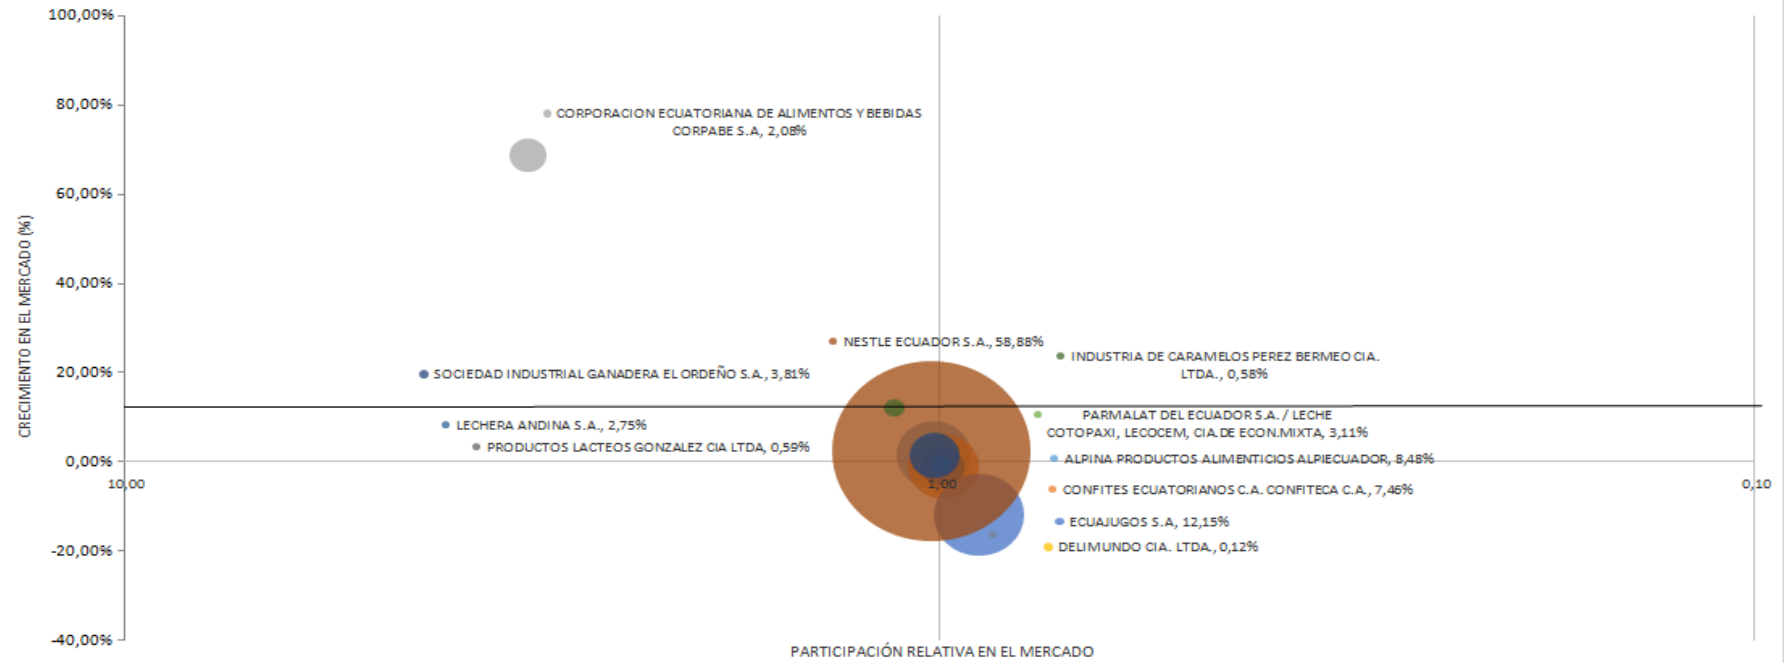 100,00%
80,00%
60,00%
40,00%
20,00%
0,00%
-20,00%
-40,00%
CRECIMIENTO EN EL MERCADO (%)
CORPORACION ECUATORIANA DE ALIMENTOS Y BEBIDAS
CORPABE S.A, 2,08%
NESTLE ECUADOR S.A., 58,88%
INDUSTRIA DE CARAMELOS PEREZ BERMEO CIA.
LTDA., 0,58%
SOCIEDAD INDUSTRIAL GANADERA EL ORDEÑO S.A., 3,81%
PARMALAT DEL ECUADOR S.A. / LECHE
COTOPAXI, LECOCEM, CIA.DE ECON.MIXTA, 3,11%
LECHERA ANDINA S.A., 2,75%
PRODUCTOS LACTEOS GONZALEZ CIA LTDA, 0,59%
ALPINA PRODUCTOS ALIMENTICIOS ALPIECUADOR, 8,48%
10,00
1,00
0,10
CONFITES ECUATORIANOS C.A. CONFITECA C.A., 7,46%
ECUAJUGOS S.A, 12,15%
DELIMUNDO CIA. LTDA., 0,12%
PARTICIPACIÓN RELATIVA EN EL MERCADO